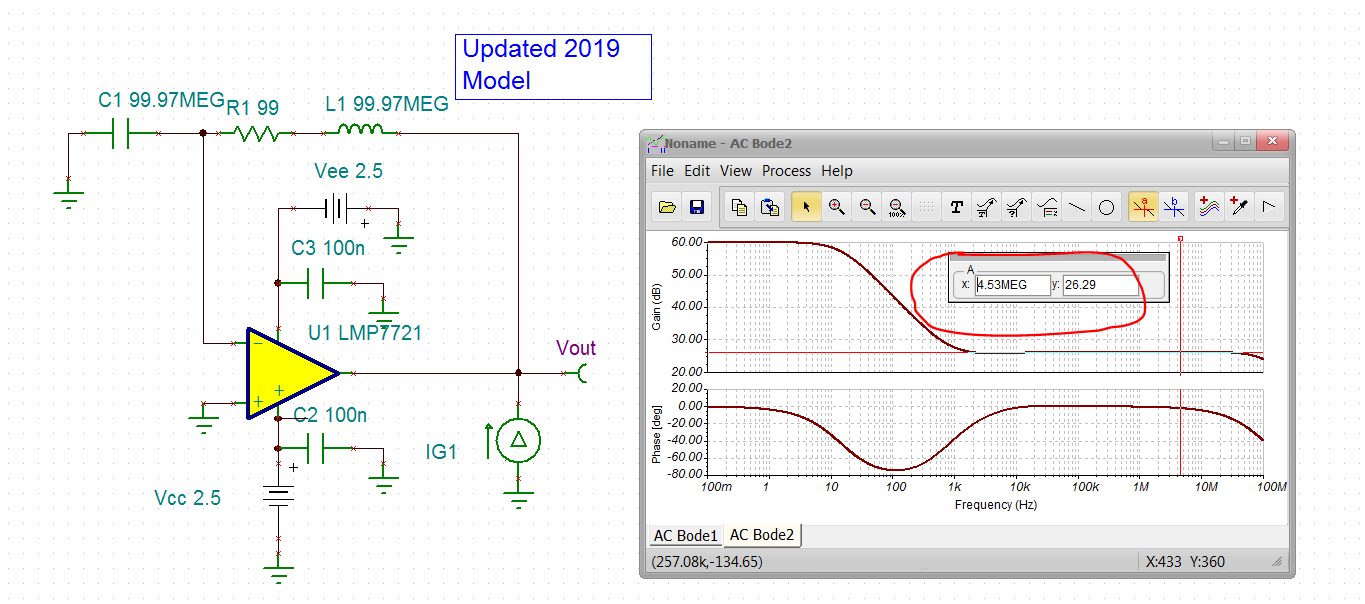 Updated 2019
Model
C1 99.97MEG
R1 99
L1 99.97MEG
Vee 2.5
+
C3 100n
U1 LMP7721
−
+
+
Vout
C2 100n
+
IG1
Vcc 2.5
Noname - AC Bode2
File Edit View Process Help
100% T ? a b
60.00
50.00
40.00
30.00
20.00
Gain (dB)
A
x: 4.53MEG y: 26.29
20.00
0.00
-20.00
-40.00
-60.00
-80.00
Phase [deg]
100m 1 10 100 1k 10k 100k 1M 10M 100M
Frequency (Hz)
AC Bode1 AC Bode2
(257.08k,-134.65) X:433 Y:360